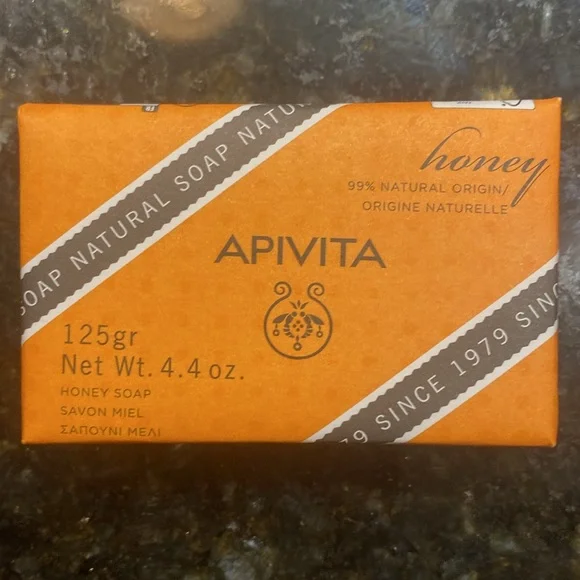 SOAP NATURAL SOAP NATU
honey
99% NATURAL ORIGIN/
ORIGINE NATURELLE
APIVITA
125gr
Net Wt. 4.4 oz.
HONEY SOAP
SAVON MIEL
ΣΑΠΟΥΝΙ ΜΕΛΙ
79 SINCE 1979 SINC